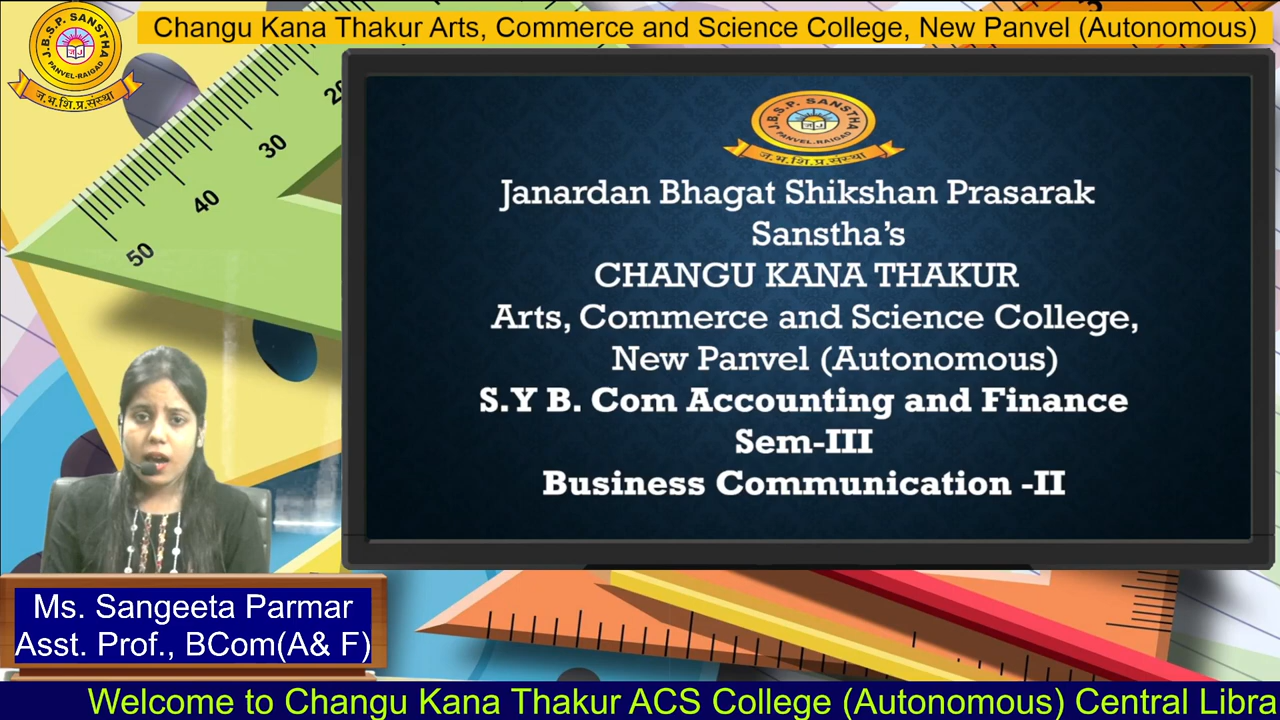 J.B.S.P. SANSTHA
PANVEL-RAIGAD
ज.भ.शि.प्र.संस्था
Changu Kana Thakur Arts, Commerce and Science College, New Panvel (Autonomous)
30
40
50
J.B.S.P. SANSTHA
PANVEL-RAIGAD
ज.भ.शि.प्र.संस्था
Janardan Bhagat Shikshan Prasarak
Sanstha's
CHANGU KANA THAKUR
Arts, Commerce and Science College,
New Panvel (Autonomous)
S.Y B. Com Accounting and Finance
Sem-III
Business Communication -II
Ms. Sangeeta Parmar
Asst. Prof., BCom(A& F)
Welcome to Changu Kana Thakur ACS College (Autonomous) Central Libra